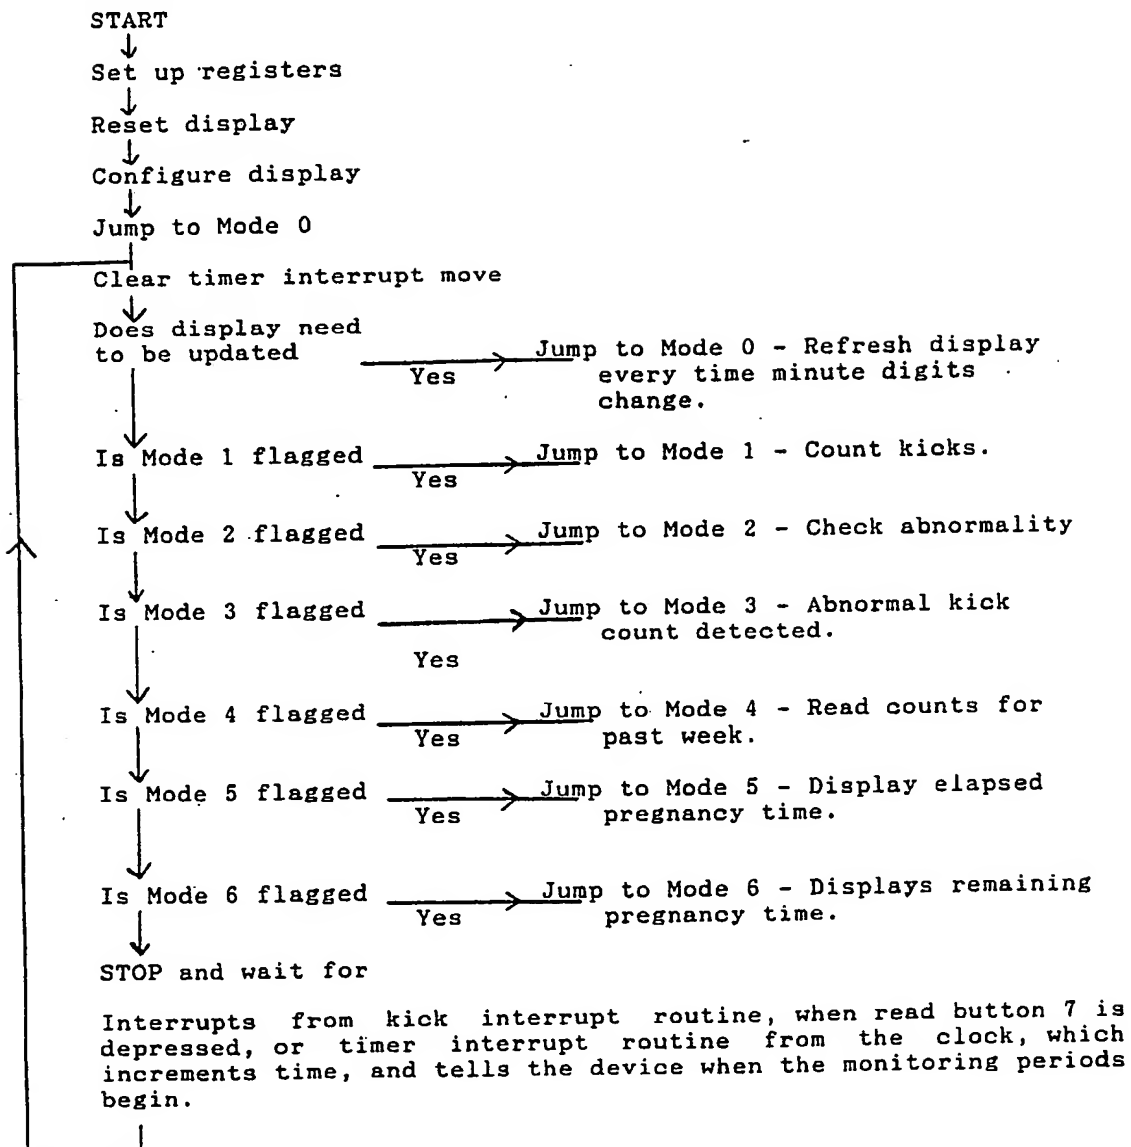 START
Set up registers
Reset display
Configure display
Jump to Mode 0
Clear timer interrupt move
Does display need
to be updated
Yes
Jump to Mode 0 - Refresh display
every time minute digits
change.
Is Mode 1 flagged
Yes
Jump to Mode 1 - Count kicks.
Is Mode 2 flagged
Yes
Jump to Mode 2 - Check abnormality
Is Mode 3 flagged
Yes
Jump to Mode 3 - Abnormal kick
count detected.
Is Mode 4 flagged
Yes
Jump to Mode 4 - Read counts for
past week.
Is Mode 5 flagged
Yes
Jump to Mode 5 - Display elapsed
pregnancy time.
Is Mode 6 flagged
Yes
Jump to Mode 6 - Displays remaining
pregnancy time.
STOP and wait for
Interrupts from kick interrupt routine, when read button 7 is
depressed, or timer interrupt routine from the clock, which
increments time, and tells the device when the monitoring periods
begin.